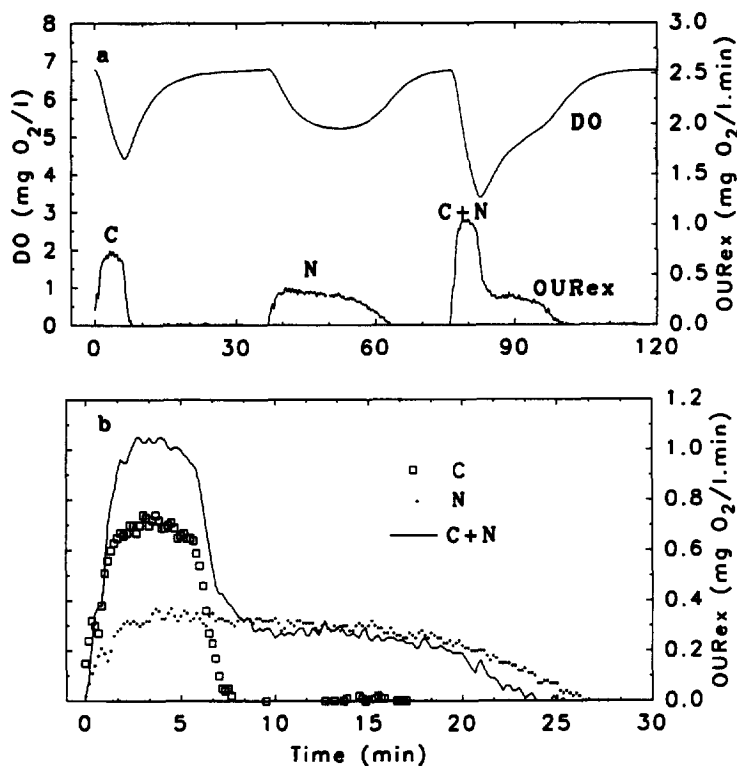 a
DO (mg O₂/l)
8
7
6
5
4
3
2
1
0
C
N
C+N
DO
OURex
3.0
2.5
2.0
1.5
1.0
0.5
0.0
OURex (mg O₂/l.min)
0
30
60
90
120
b
C
N
C+N
1.2
1.0
0.8
0.6
0.4
0.2
0.0
OURex (mg O₂/l.min)
0
5
10
15
20
25
30
Time (min)